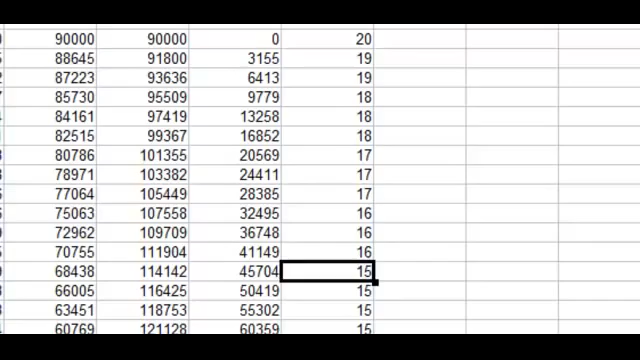 90000 90000 0 20
88645 91800 3155 19
87223 93636 6413 19
85730 95509 9779 18
84161 97419 13258 18
82515 99367 16852 18
80786 101355 20569 17
78971 103382 24411 17
77064 105449 28385 17
75063 107558 32495 16
72962 109709 36748 16
70755 111904 41149 16
68438 114142 45704 15
66005 116425 50419 15
63451 118753 55302 15
60769 121128 60359 15